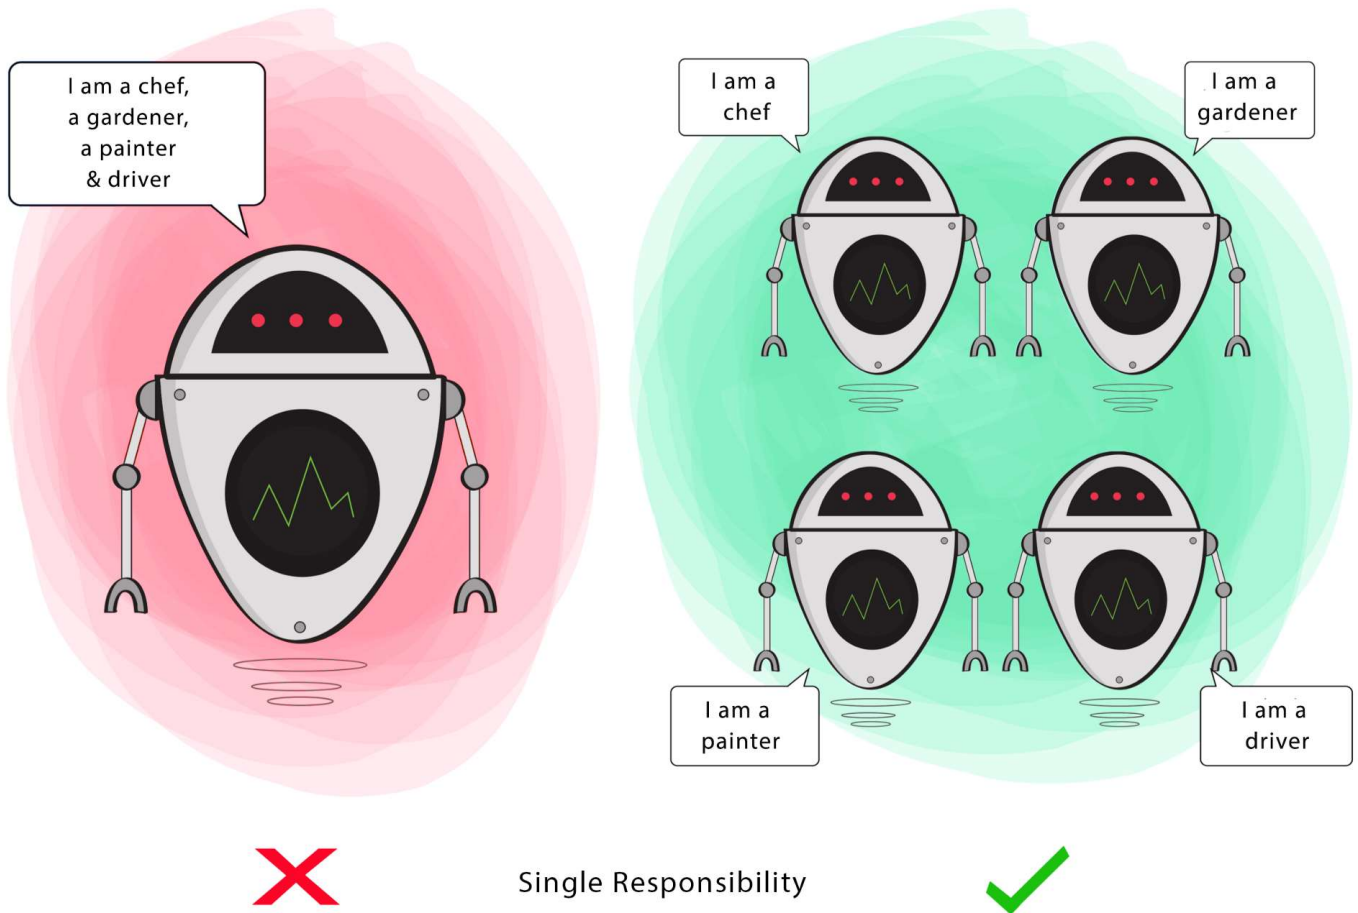 I am a chef,
a gardener,
a painter
& driver
I am a
chef
I am a
gardener
I am a
painter
I am a
driver
Single Responsibility